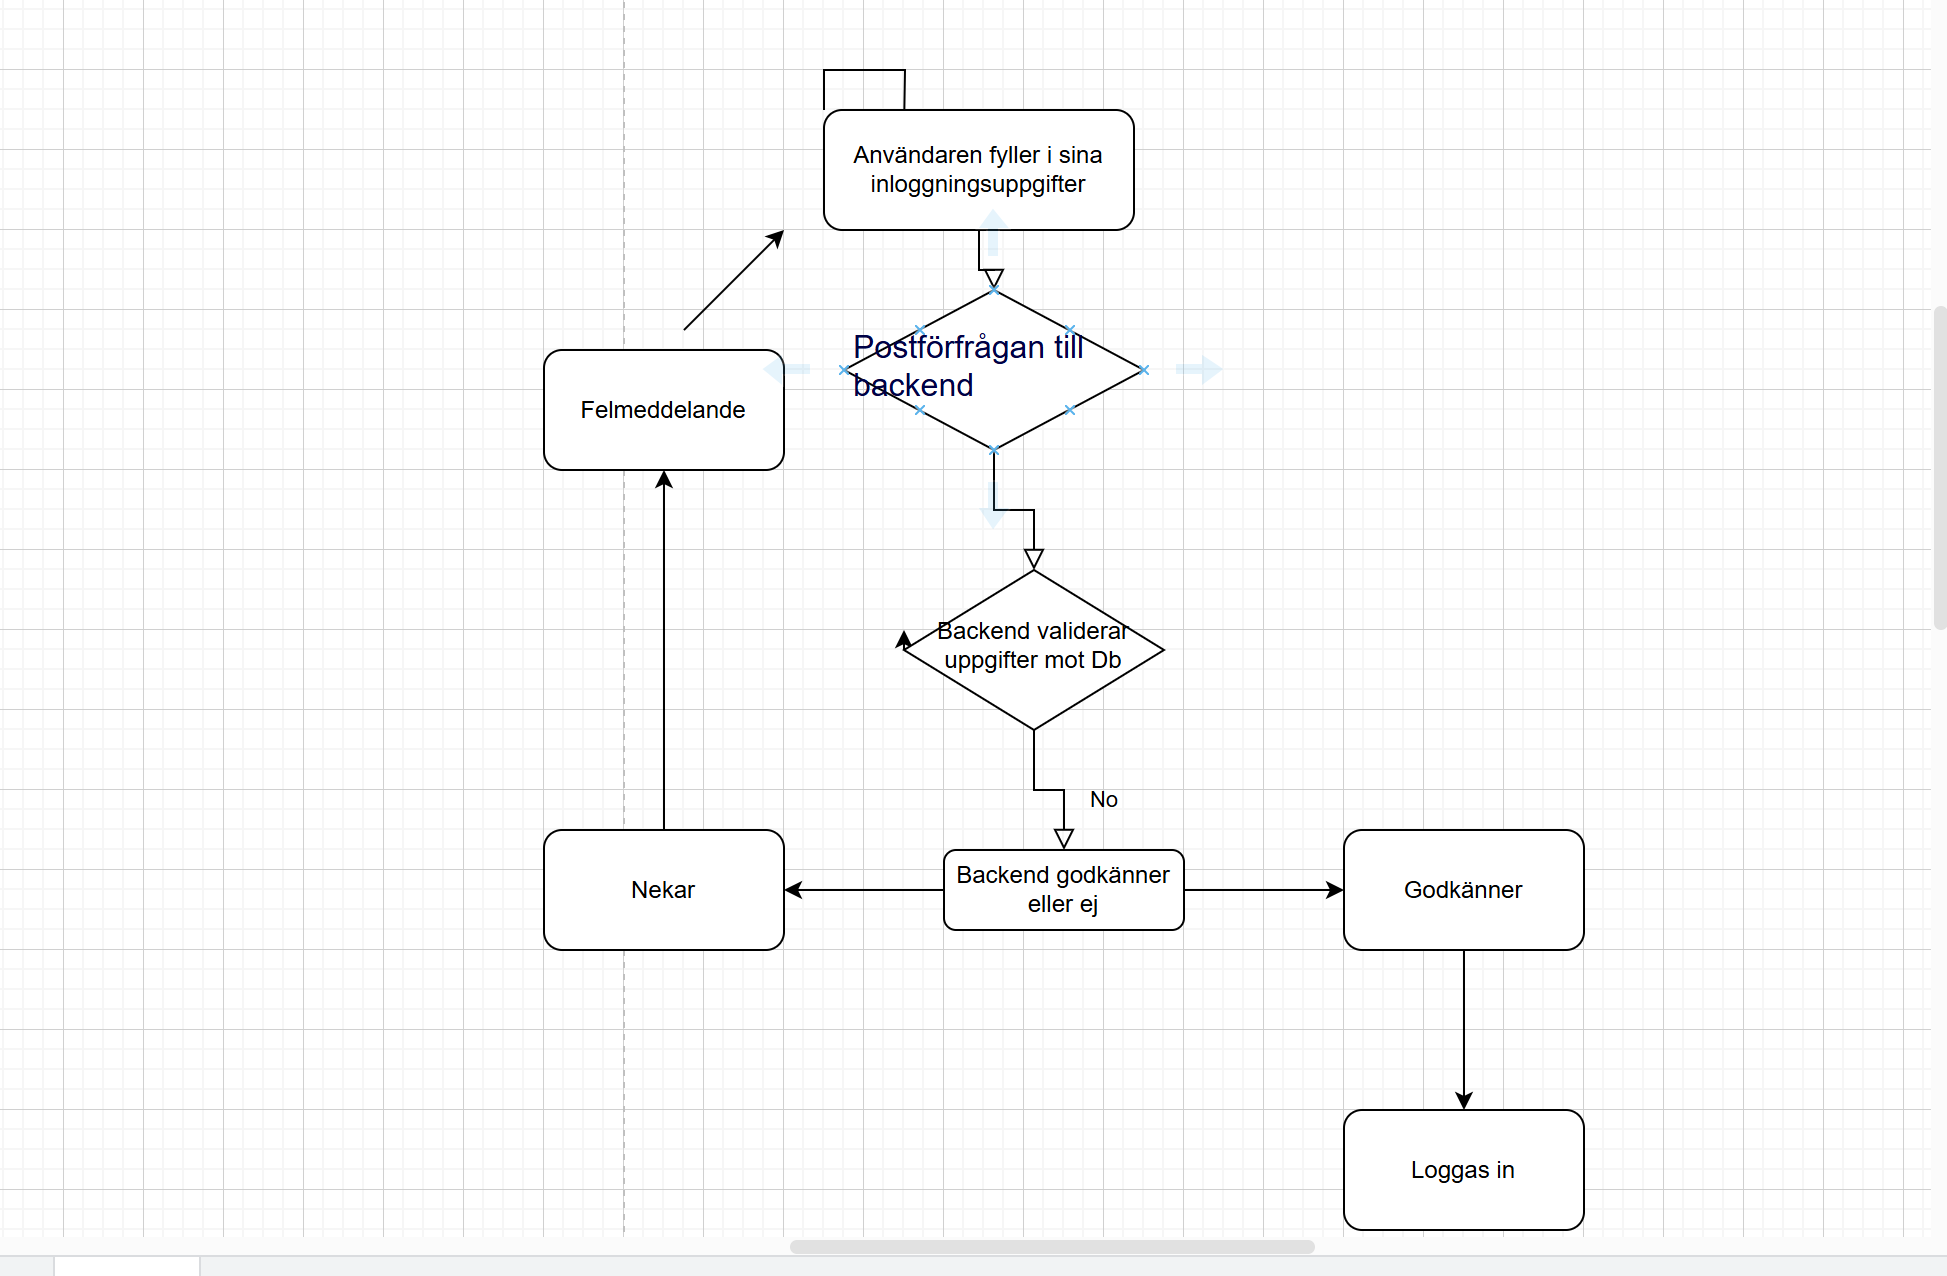 Användaren fyller i sina
inloggningsuppgifter
Postförfrågan till
backend
Felmeddelande
Backend validerar
uppgifter mot Db
No
Nekar
Backend godkänner
eller ej
Godkänner
Loggas in